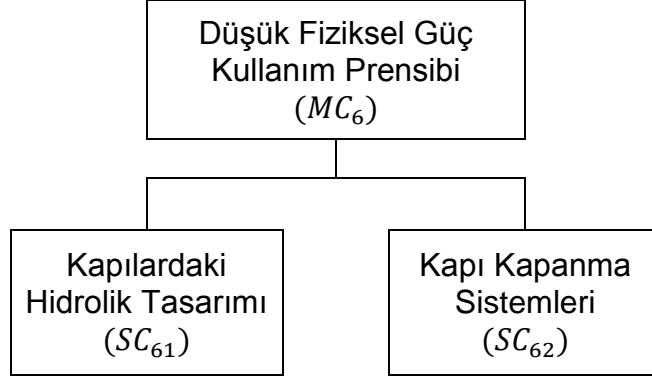 Düşük Fiziksel Güç
Kullanım Prensibi
(MC₆)
Kapılardaki
Hidrolik Tasarımı
(SC₆₁)
Kapı Kapanma
Sistemleri
(SC₆₂)